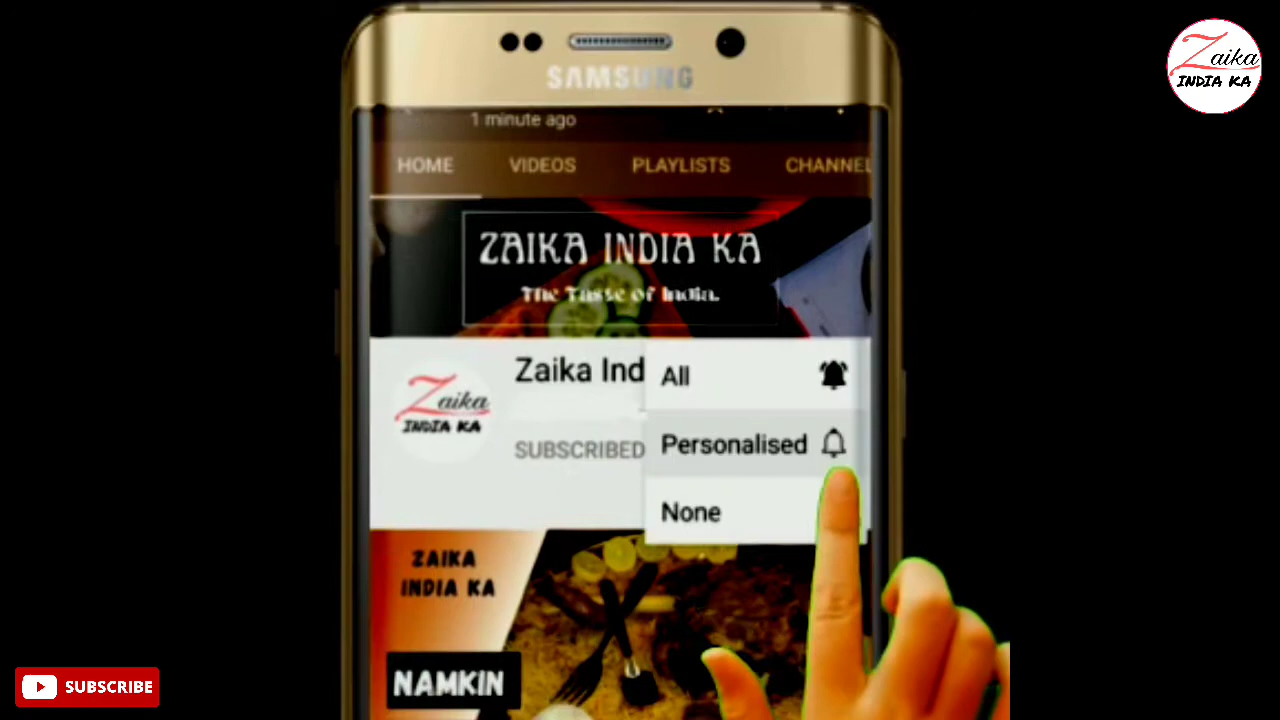 Zaika
INDIA KA
SAMSUNG
1 minute ago
HOME VIDEOS PLAYLISTS CHANNEL
ZAIKA INDIA KA
The Taste of India.
Zaika
INDIA KA
Zaika Ind
SUBSCRIBED
All
Personalised
None
ZAIKA
INDIA KA
NAMKIN
SUBSCRIBE